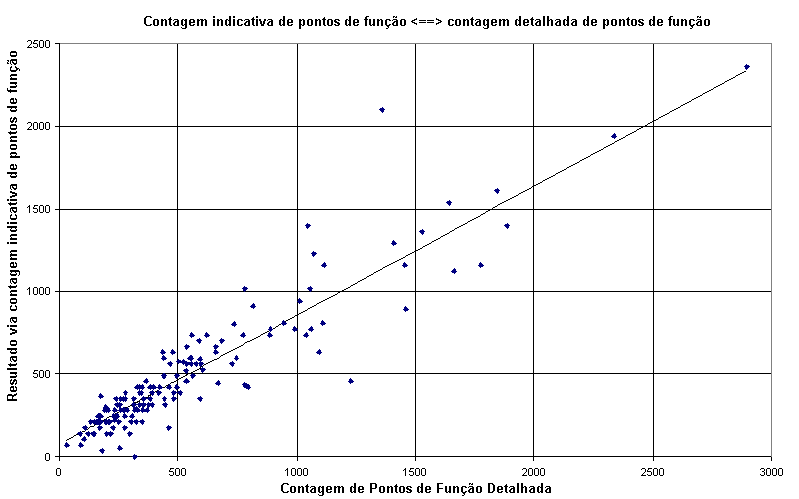 Contagem indicativa de pontos de função <==> contagem detalhada de pontos de função
Resultado via contagem indicativa de pontos de função
2500
2000
1500
1000
500
0
0 500 1000 1500 2000 2500 3000
Contagem de Pontos de Função Detalhada